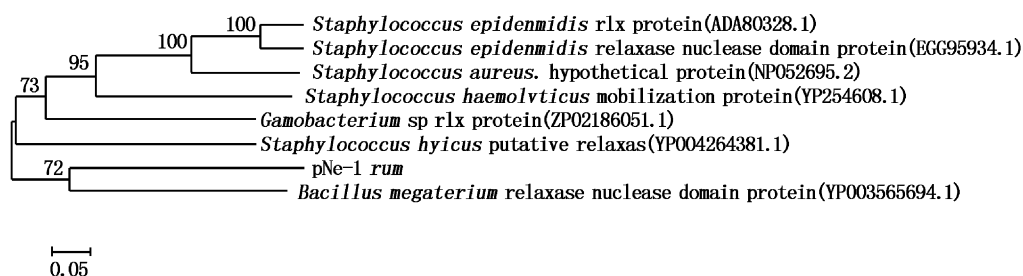 100 Staphylococcus epidenmidis rlx protein(ADA80328.1)
100 Staphylococcus epidenmidis relaxase nuclease domain protein(EGG95934.1)
95 Staphylococcus aureus. hypothetical protein(NP052695.2)
73 Staphylococcus haemolvticus mobilization protein(YP254608.1)
Gamobacterium sp rlx protein(ZP02186051.1)
Staphylococcus hyicus putative relaxas(YP004264381.1)
72 pNe-1 rum
Bacillus megaterium relaxase nuclease domain protein(YP003565694.1)
0.05